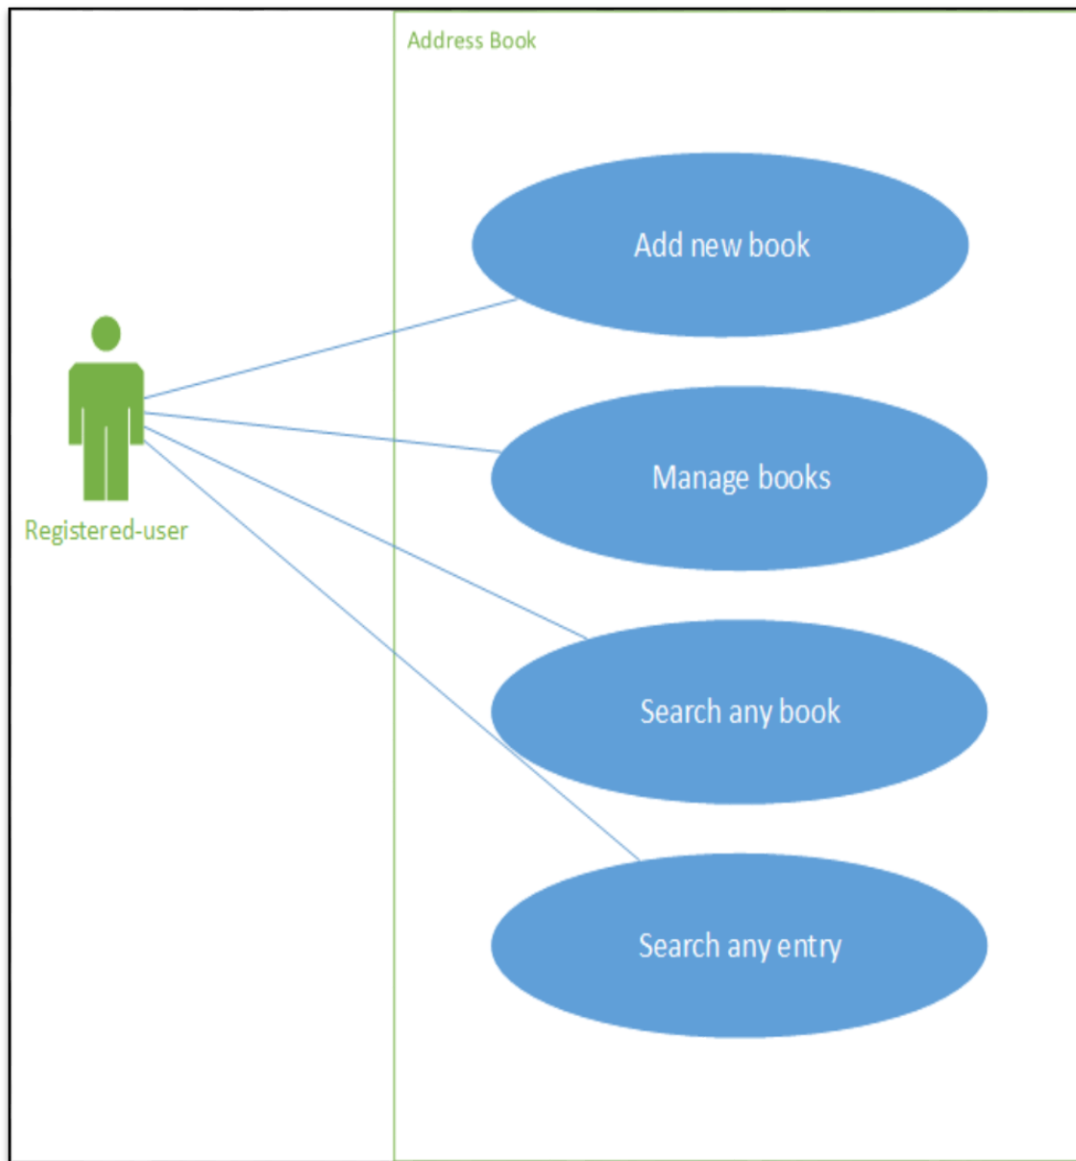 Address Book
Add new book
Manage books
Registered-user
Search any book
Search any entry